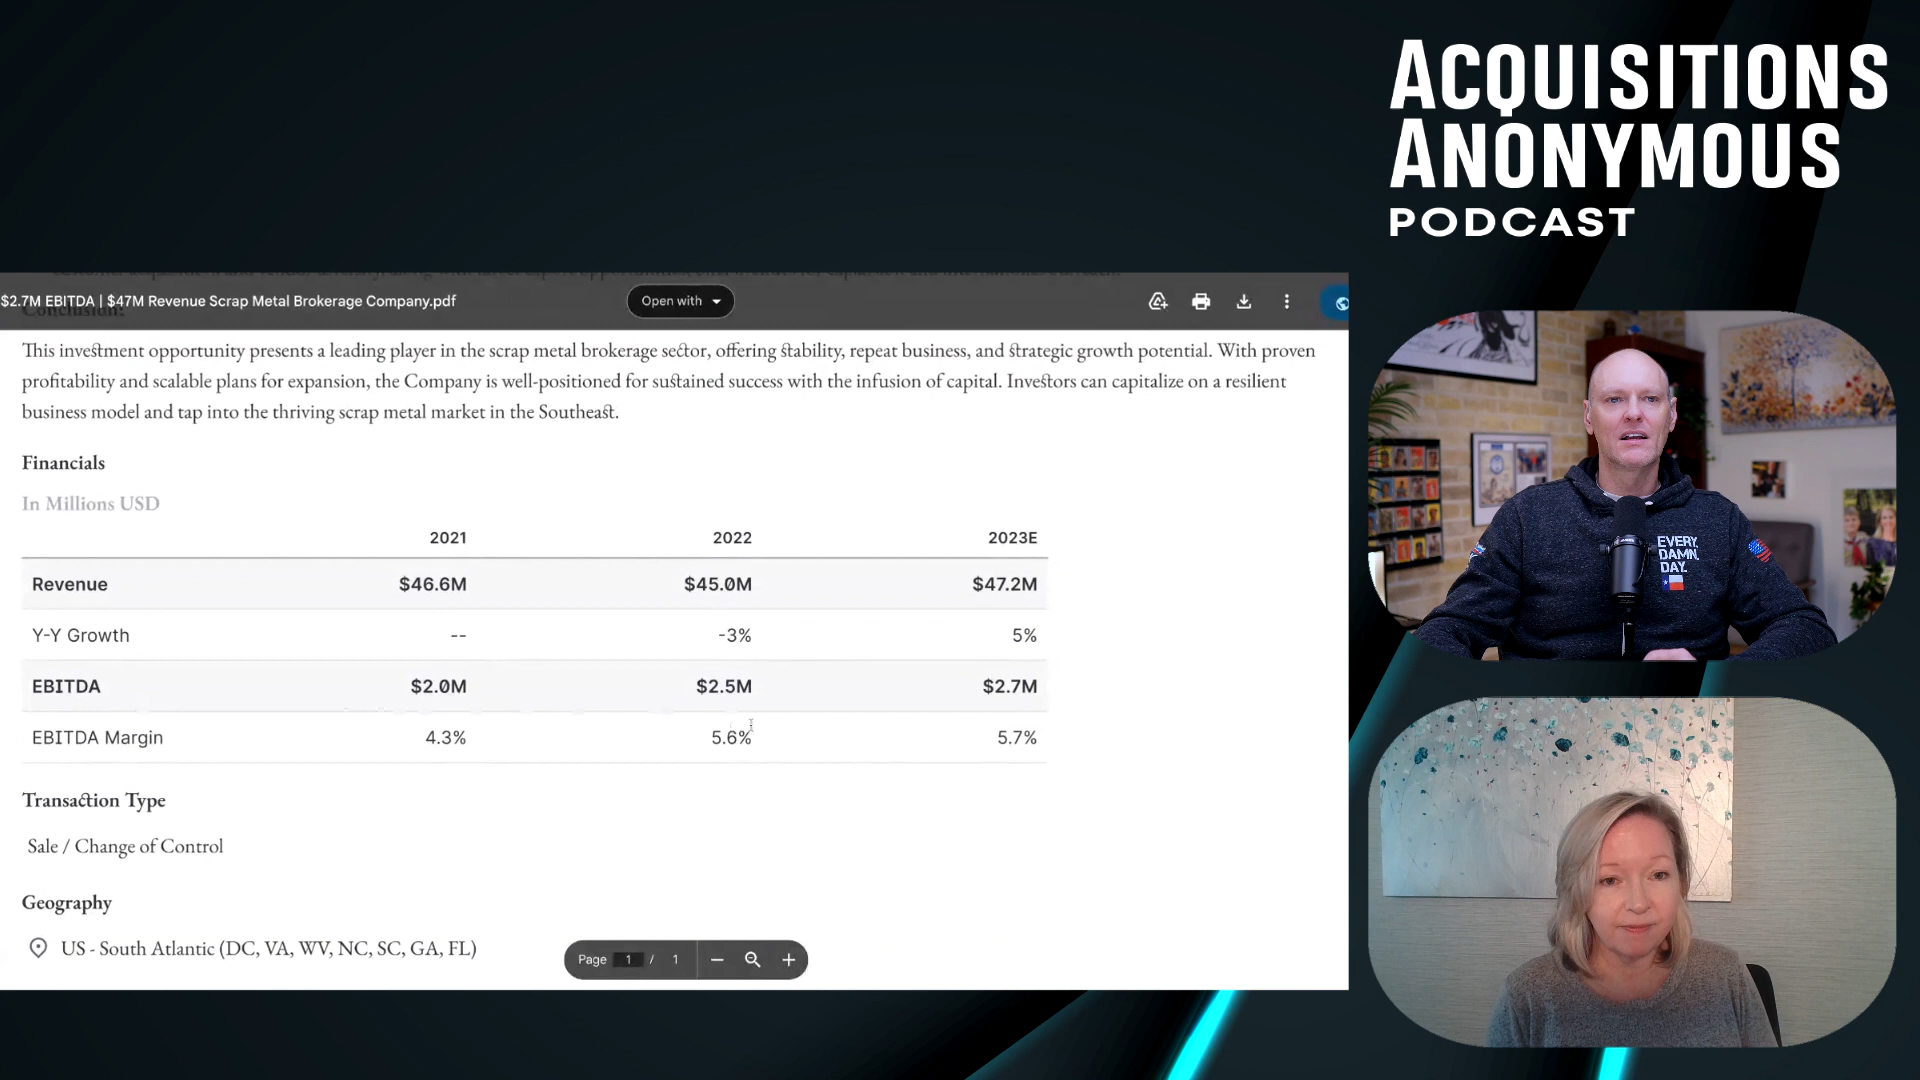 ACQUISITIONS
ANONYMOUS
PODCAST
$2.7M EBITDA | $47M Revenue Scrap Metal Brokerage Company.pdf
Open with
Conclusion:
This investment opportunity presents a leading player in the scrap metal brokerage sector, offering stability, repeat business, and strategic growth potential. With proven
profitability and scalable plans for expansion, the Company is well-positioned for sustained success with the infusion of capital. Investors can capitalize on a resilient
business model and tap into the thriving scrap metal market in the Southeast.
Financials
In Millions USD
2021 2022 2023E
Revenue $46.6M $45.0M $47.2M
Y-Y Growth -- -3% 5%
EBITDA $2.0M $2.5M $2.7M
EBITDA Margin 4.3% 5.6% 5.7%
Transaction Type
Sale / Change of Control
Geography
US - South Atlantic (DC, VA, WV, NC, SC, GA, FL)
Page 1 / 1
EVERY.
DAMN.
DAY.